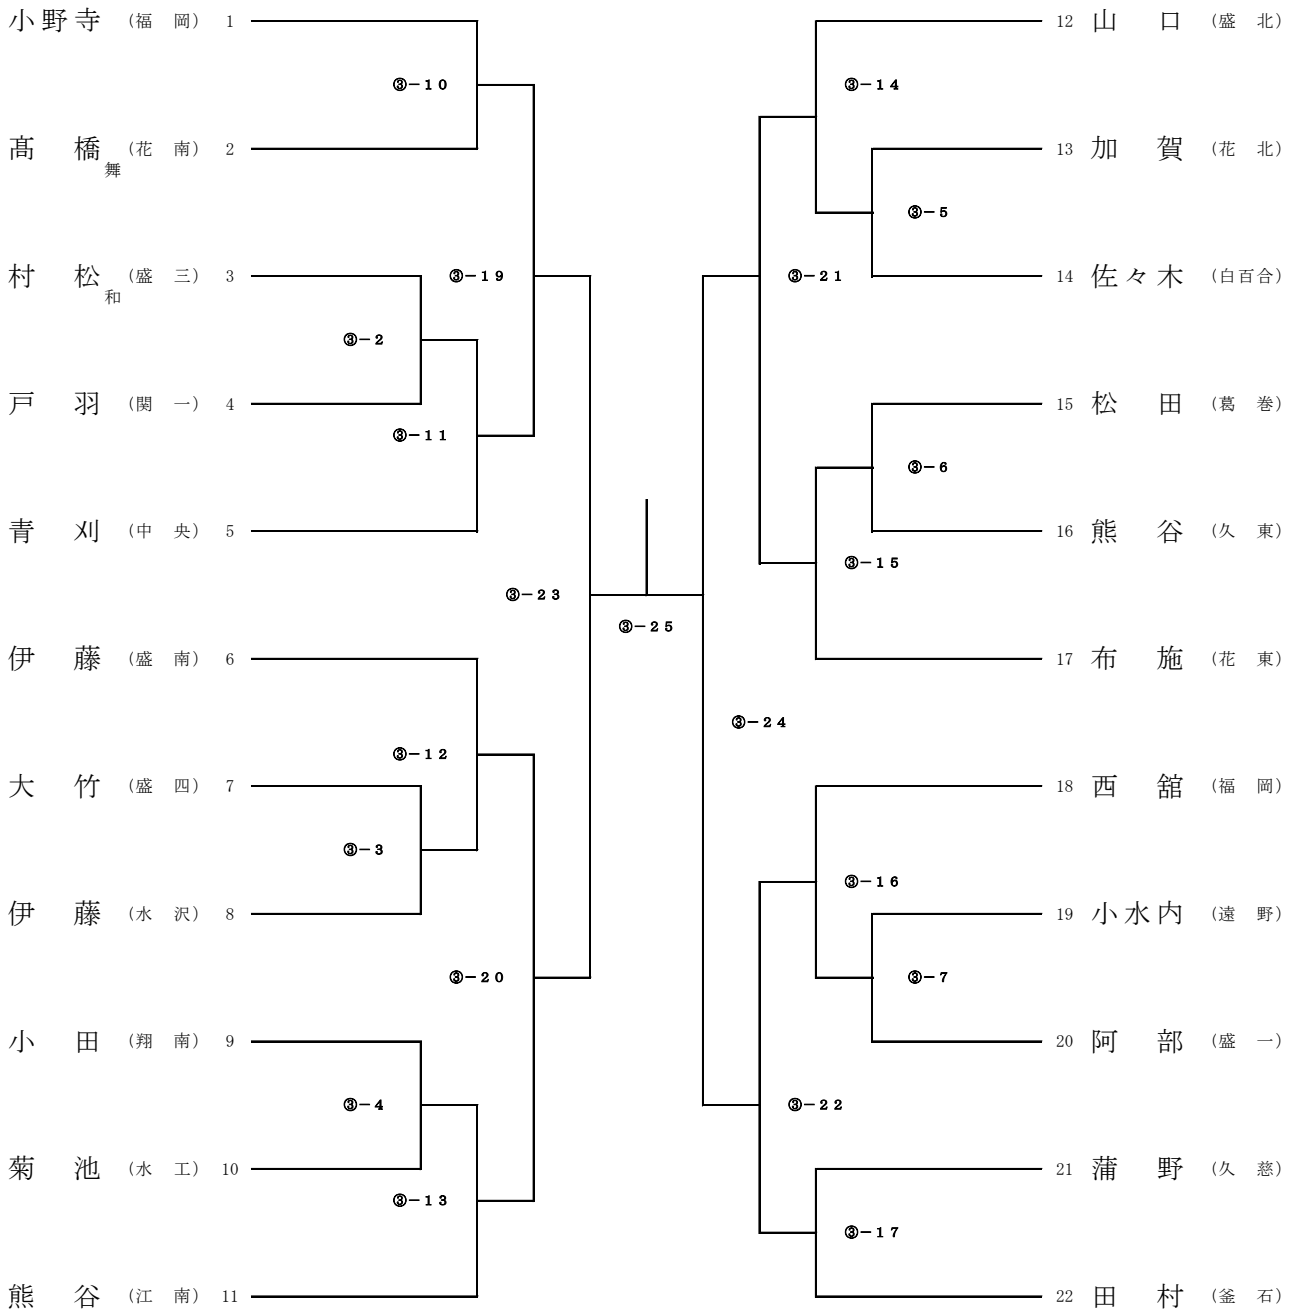 小野寺 (福 岡) 1
③－10
髙 橋舞 (花 南) 2
村 松和 (盛 三) 3
③－19
③－2
戸 羽 (関 一) 4
③－11
青 刈 (中 央) 5
③－23
伊 藤 (盛 南) 6
③－12
大 竹 (盛 四) 7
③－3
伊 藤 (水 沢) 8
③－20
小 田 (翔 南) 9
③－4
菊 池 (水 工) 10
③－13
熊 谷 (江 南) 11
③－25
12 山 口 (盛 北)
③－14
13 加 賀 (花 北)
③－5
③－21
14 佐々木 (白百合)
15 松 田 (葛 巻)
③－6
16 熊 谷 (久 東)
③－15
17 布 施 (花 東)
③－24
18 西 舘 (福 岡)
③－16
19 小水内 (遠 野)
③－7
20 阿 部 (盛 一)
③－22
21 蒲 野 (久 慈)
③－17
22 田 村 (釜 石)